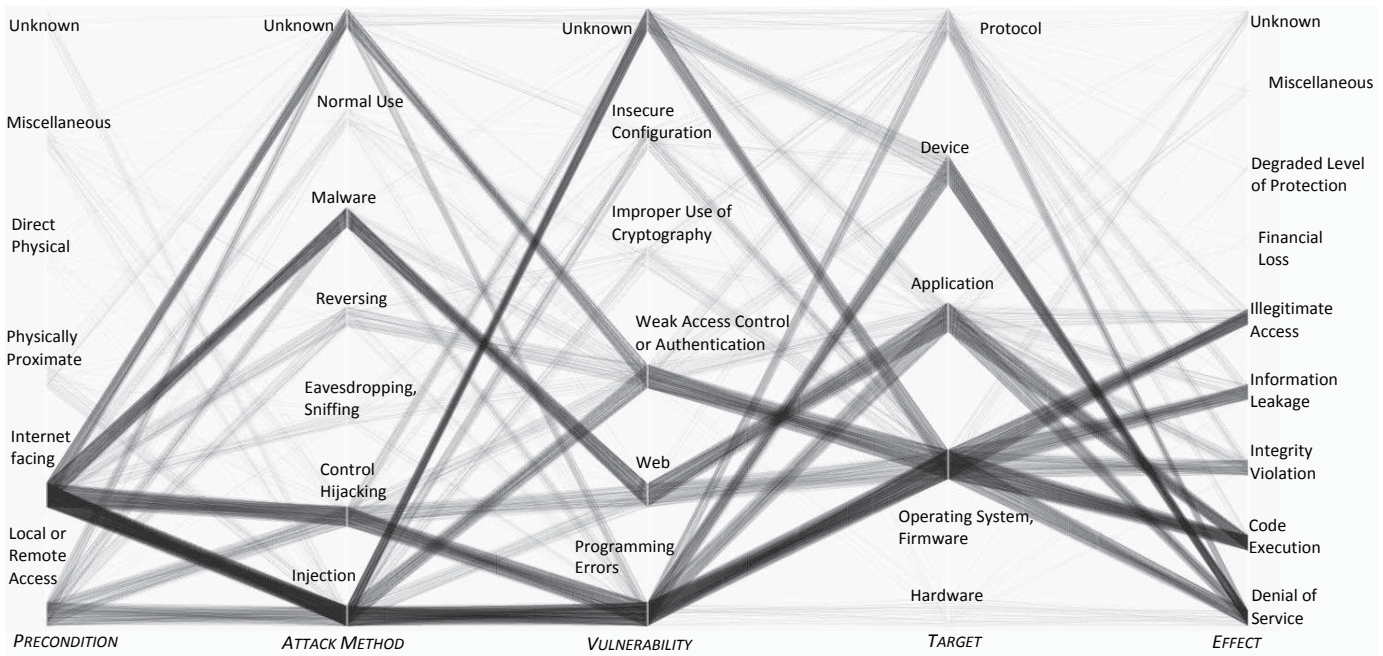 Unknown
Miscellaneous
Direct
Physical
Physically
Proximate
Internet
facing
Local or
Remote
Access
PRECONDITION
Unknown
Normal Use
Malware
Reversing
Eavesdropping,
Sniffing
Control
Hijacking
Injection
ATTACK METHOD
Unknown
Insecure
Configuration
Improper Use of
Cryptography
Weak Access Control
or Authentication
Web
Programming
Errors
VULNERABILITY
Protocol
Device
Application
Operating System,
Firmware
Hardware
TARGET
Unknown
Miscellaneous
Degraded Level
of Protection
Financial
Loss
Illegitimate
Access
Information
Leakage
Integrity
Violation
Code
Execution
Denial of
Service
EFFECT